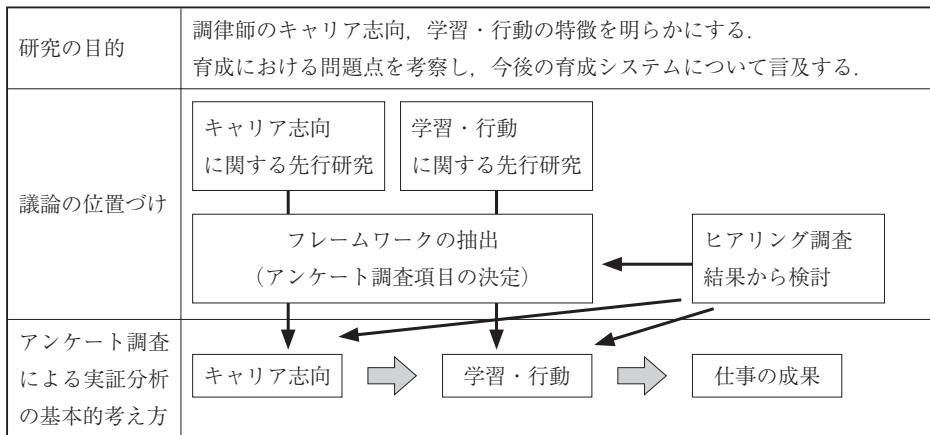 研究の目的
調律師のキャリア志向，学習・行動の特徴を明らかにする．
育成における問題点を考察し，今後の育成システムについて言及する．
議論の位置づけ
キャリア志向
に関する先行研究
学習・行動
に関する先行研究
フレームワークの抽出
（アンケート調査項目の決定）
ヒアリング調査
結果から検討
アンケート調査
による実証分析
の基本的考え方
キャリア志向
学習・行動
仕事の成果